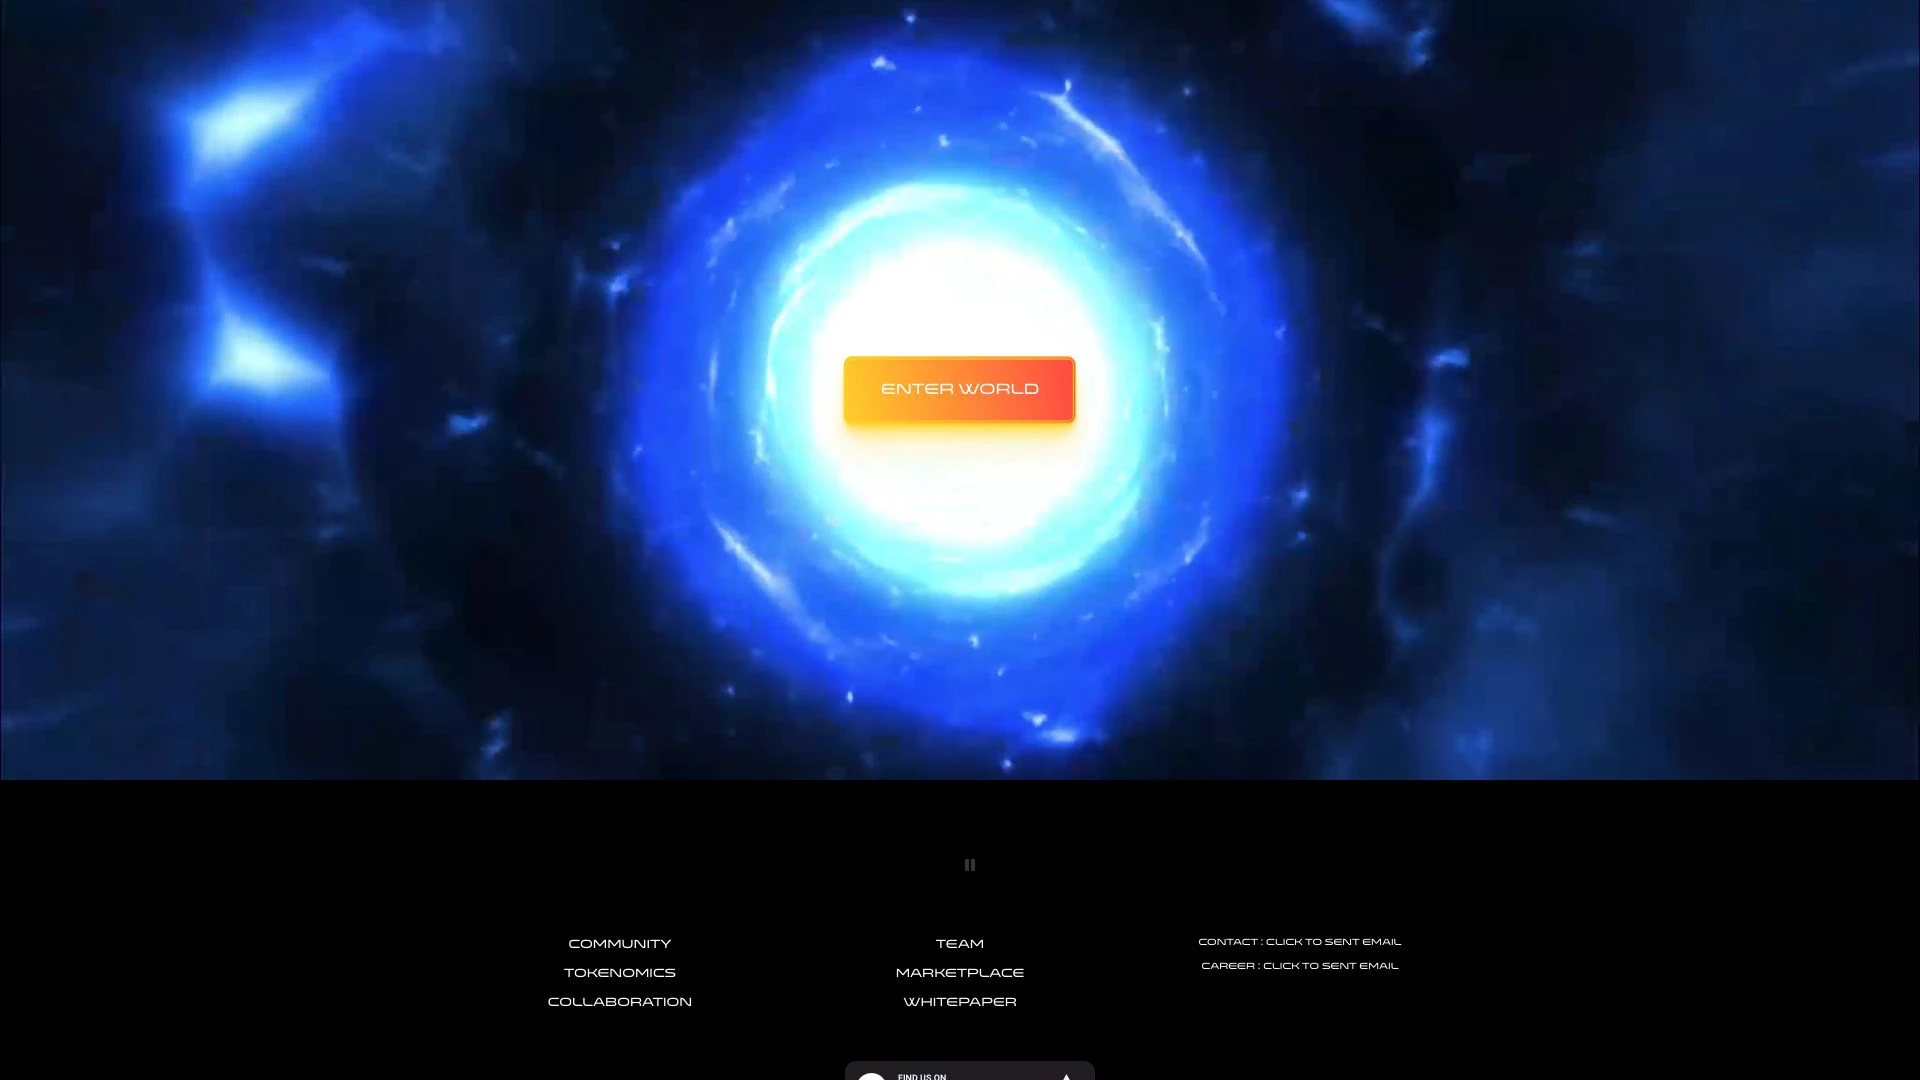 ENTER WORLD
COMMUNITY
TOKENOMICS
COLLABORATION
TEAM
MARKETPLACE
WHITEPAPER
CONTACT : CLICK TO SENT EMAIL
CAREER : CLICK TO SENT EMAIL
FIND US ON